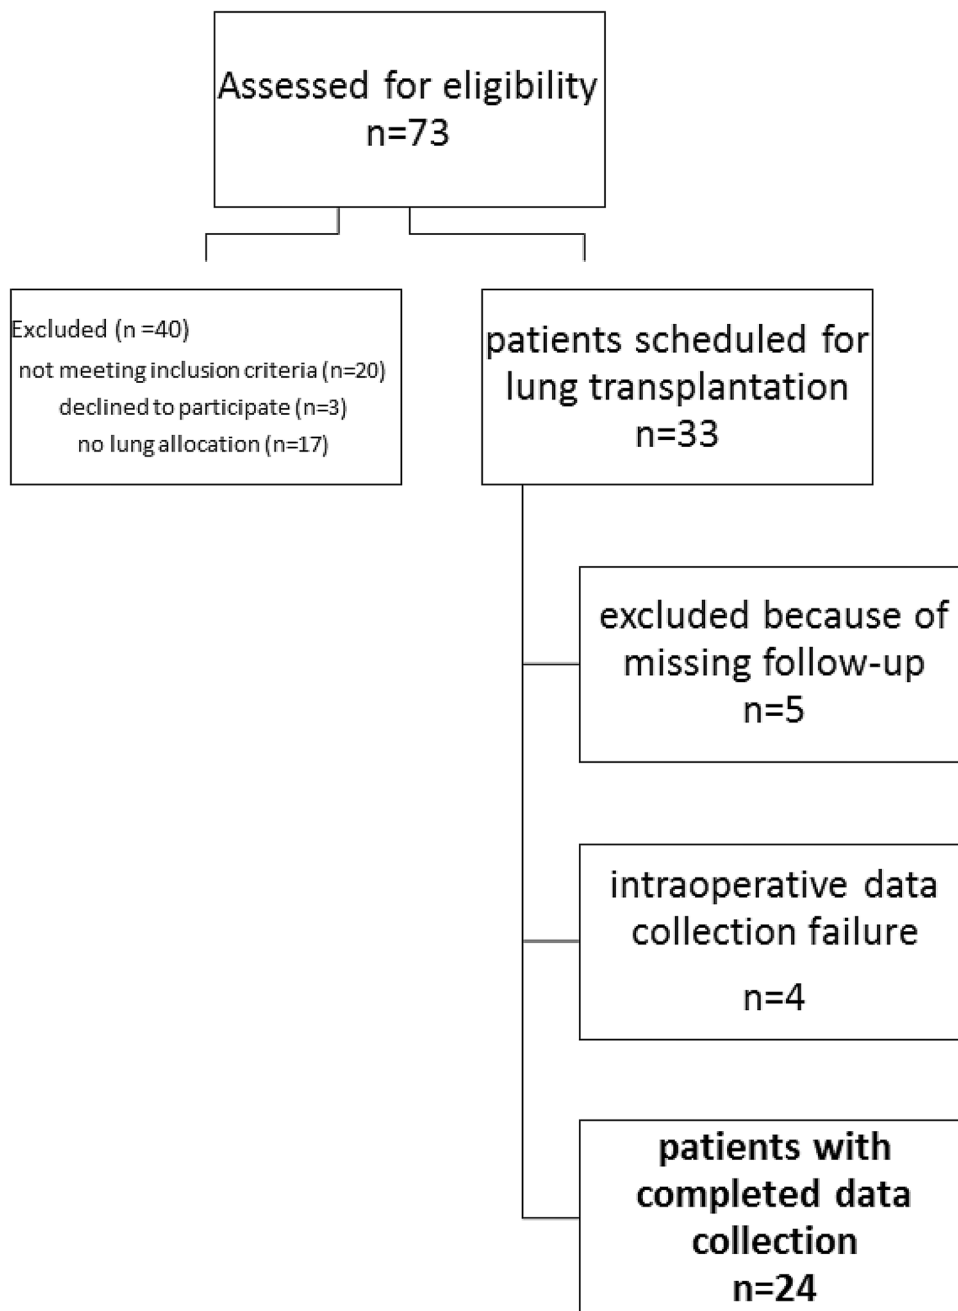 Assessed for eligibility
n=73
Excluded (n =40)
not meeting inclusion criteria (n=20)
declined to participate (n=3)
no lung allocation (n=17)
patients scheduled for
lung transplantation
n=33
excluded because of
missing follow-up
n=5
intraoperative data
collection failure
n=4
patients with
completed data
collection
n=24